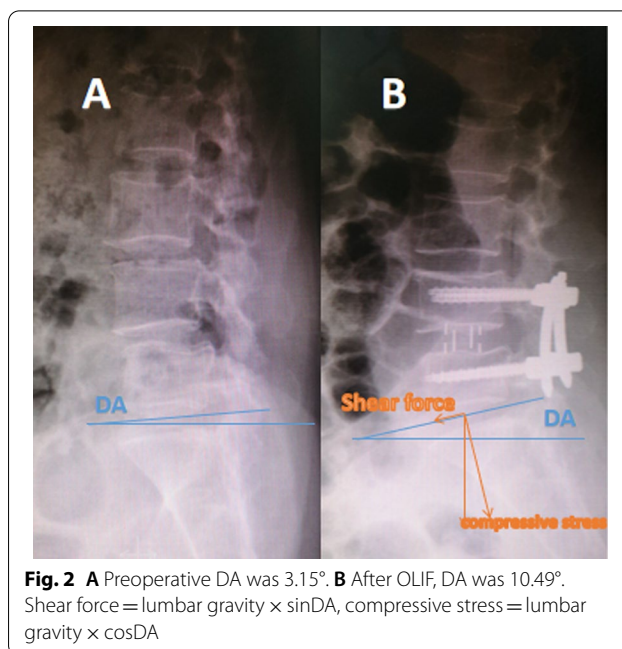 A
B
DA
Shear force
DA
compressive stress
Fig. 2 A Preoperative DA was 3.15°. B After OLIF, DA was 10.49°.
Shear force = lumbar gravity × sinDA, compressive stress = lumbar
gravity × cosDA